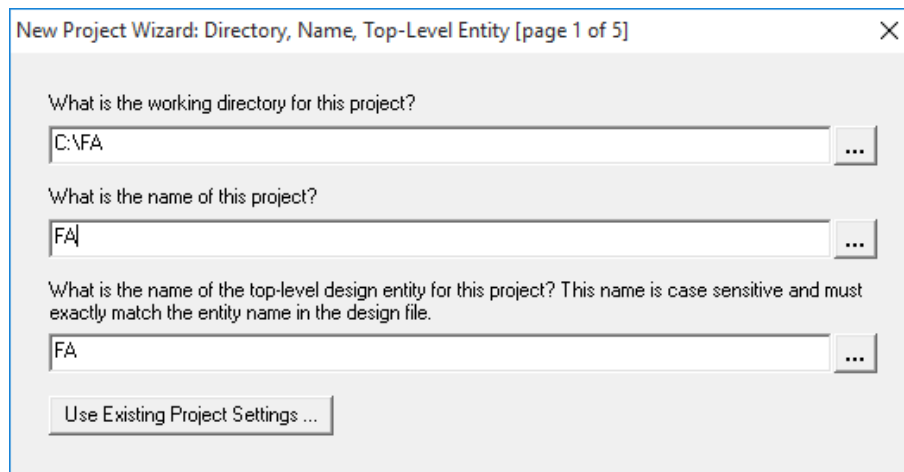 New Project Wizard: Directory, Name, Top-Level Entity [page 1 of 5]
What is the working directory for this project?
C:\FA
...
What is the name of this project?
FA
...
What is the name of the top-level design entity for this project? This name is case sensitive and must
exactly match the entity name in the design file.
FA
...
Use Existing Project Settings ...